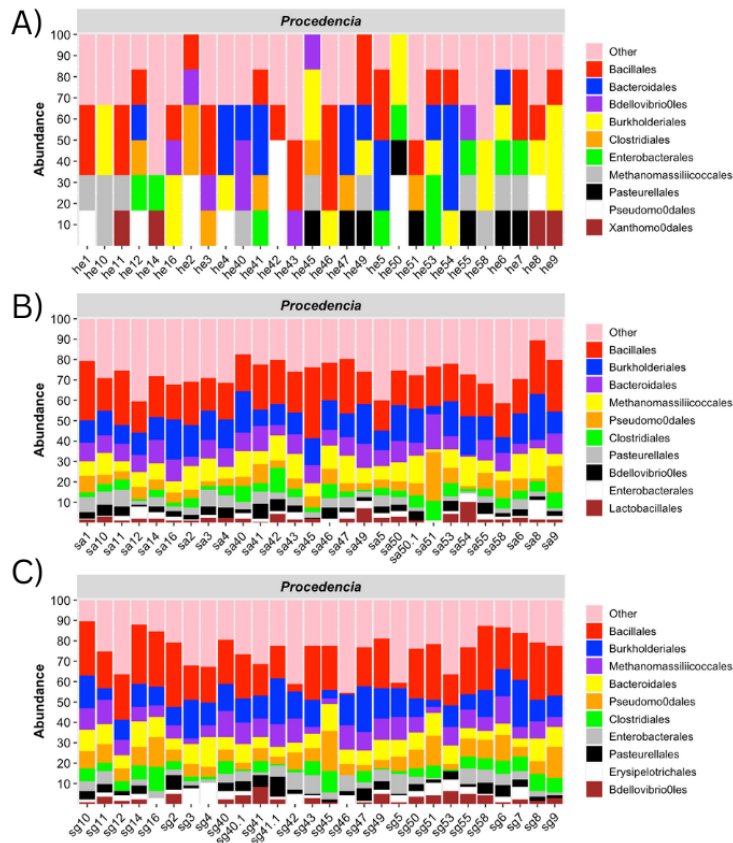 A)
Procedencia
Abundance
100
90
80
70
60
50
40
30
20
10
he1 he10 he11 he12 he14 he16 he2 he3 he4 he40 he41 he42 he43 he45 he46 he47 he49 he5 he50 he51 he53 he54 he55 he58 he6 he7 he8 he9
Other
Bacillales
Bacteroidales
Bdellovibrio0les
Burkholderiales
Clostridiales
Enterobacterales
Methanomassiliicoccales
Pasteurellales
Pseudomo0dales
Xanthomo0dales
B)
Procedencia
Abundance
100
90
80
70
60
50
40
30
20
10
sa1 sa10 sa11 sa12 sa14 sa16 sa2 sa3 sa4 sa40 sa41 sa42 sa43 sa45 sa46 sa47 sa49 sa5 sa50 sa50.1 sa51 sa53 sa54 sa55 sa58 sa6 sa8 sa9
Other
Bacillales
Burkholderiales
Bacteroidales
Methanomassiliicoccales
Pseudomo0dales
Clostridiales
Pasteurellales
Bdellovibrio0les
Enterobacterales
Lactobacillales
C)
Procedencia
Abundance
100
90
80
70
60
50
40
30
20
10
sg10 sg11 sg12 sg14 sg16 sg2 sg3 sg4 sg40 sg40.1 sg41 sg41.1 sg42 sg43 sg45 sg46 sg47 sg49 sg5 sg50 sg51 sg53 sg55 sg58 sg6 sg7 sg8 sg9
Other
Bacillales
Burkholderiales
Methanomassiliicoccales
Bacteroidales
Pseudomo0dales
Clostridiales
Enterobacterales
Pasteurellales
Erysipelotrichales
Bdellovibrio0les